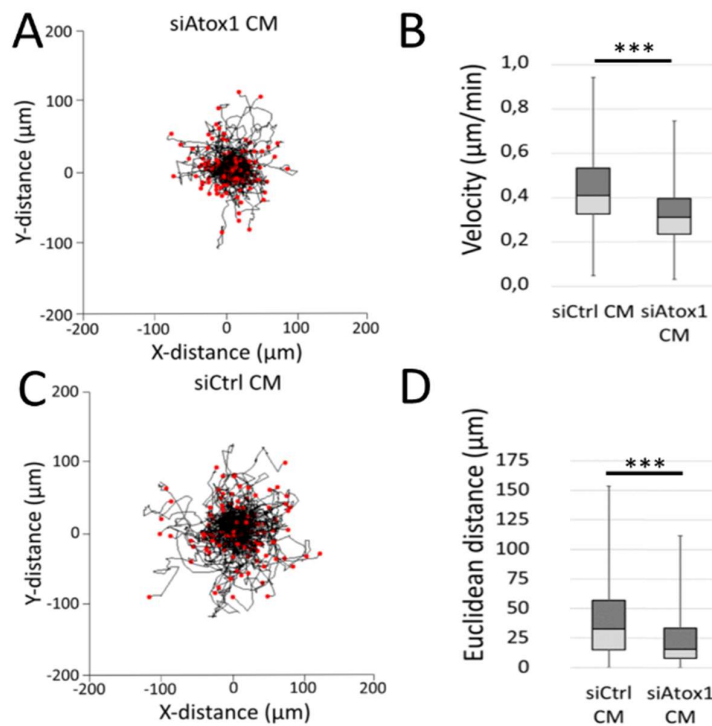 A
siAtox1 CM
200
100
0
-100
-200
Y-distance (µm)
-200 -100 0 100 200
X-distance (µm)
B
***
1,0
0,8
0,6
0,4
0,2
0,0
Velocity (µm/min)
siCtrl CM siAtox1
CM
C
siCtrl CM
200
100
0
-100
-200
Y-distance (µm)
-200 -100 0 100 200
X-distance (µm)
D
***
175
150
125
100
75
50
25
0
Euclidean distance (µm)
siCtrl siAtox1
CM CM